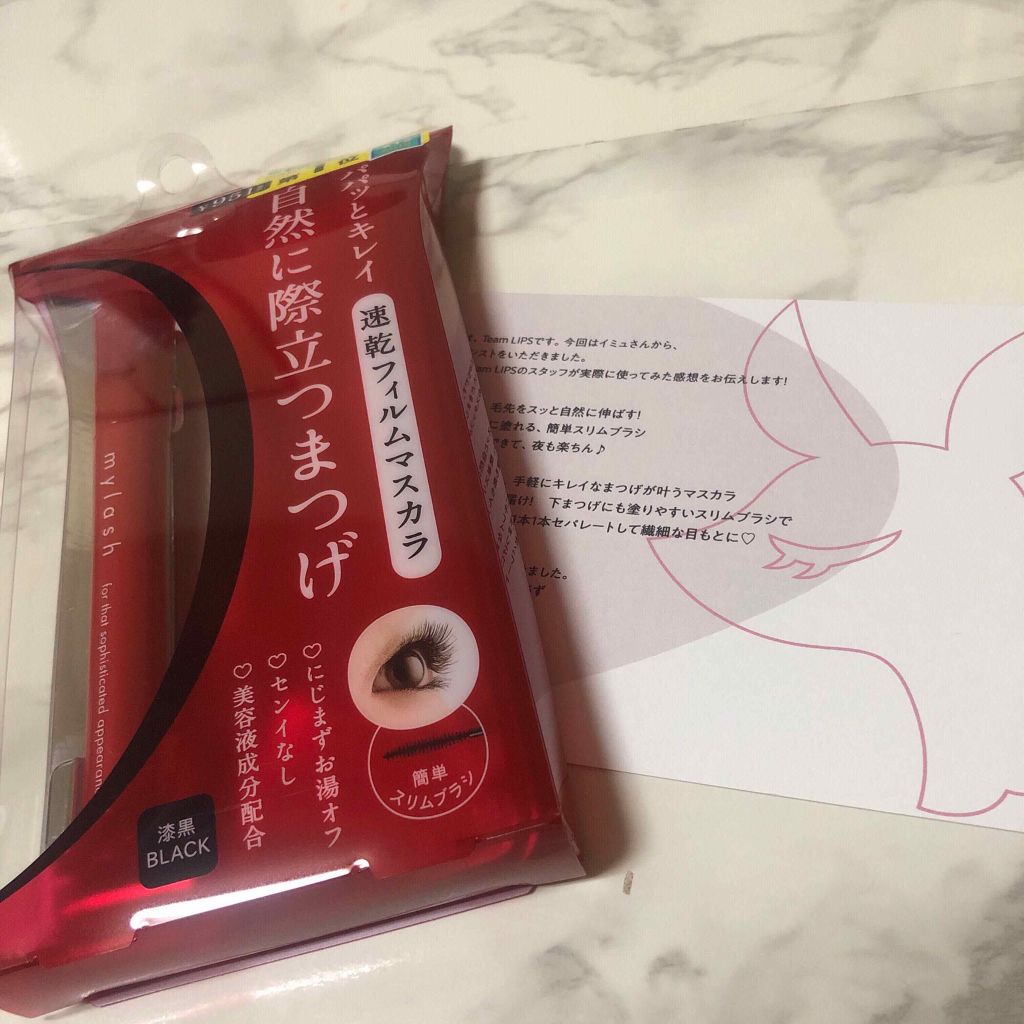 パパッとキレイ
自然に際立つまつげ
速乾フィルムマスカラ
♡にじまずお湯オフ
♡センイなし
♡美容液成分配合
簡単
スリムブラシ
漆黒
BLACK
mylash
for that sophisticated
Team LIPSです。今回はイミュさんから、
をいただきました。
LIPSのスタッフが実際に使ってみた感想をお伝えします!
毛先をスッと自然に伸ばす!
に塗れる、簡単スリムブラシ
できて、夜も楽ちん♪
手軽にキレイなまつげが叶うマスカラ
下まつげにも塗りやすいスリムブラシで
1本1本セパレートして繊細な目もとに♡
ました。